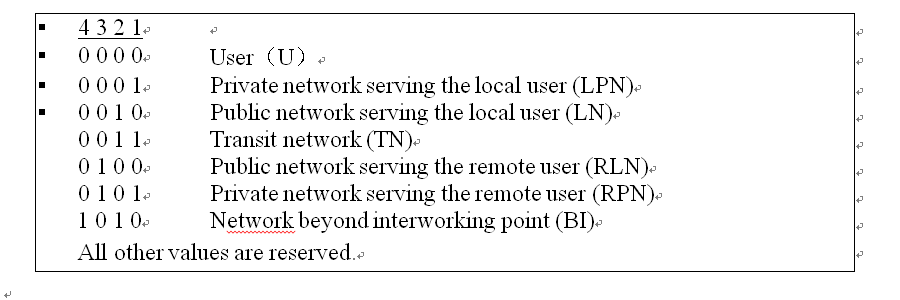 4 3 2 1
0 0 0 0 User（U）
0 0 0 1 Private network serving the local user (LPN)
0 0 1 0 Public network serving the local user (LN)
0 0 1 1 Transit network (TN)
0 1 0 0 Public network serving the remote user (RLN)
0 1 0 1 Private network serving the remote user (RPN)
1 0 1 0 Network beyond interworking point (BI)
All other values are reserved.